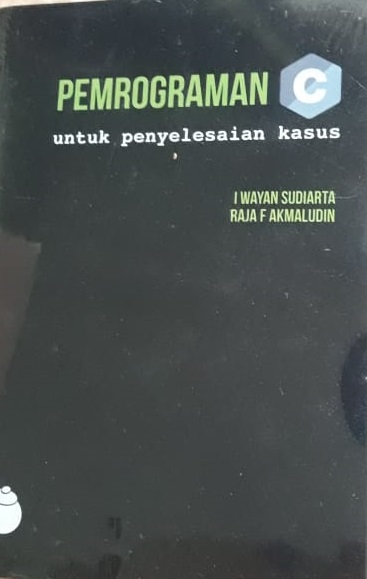 PEMROGRAMAN C
untuk penyelesaian kasus
I WAYAN SUDIARTA
RAJA F AKMALUDIN